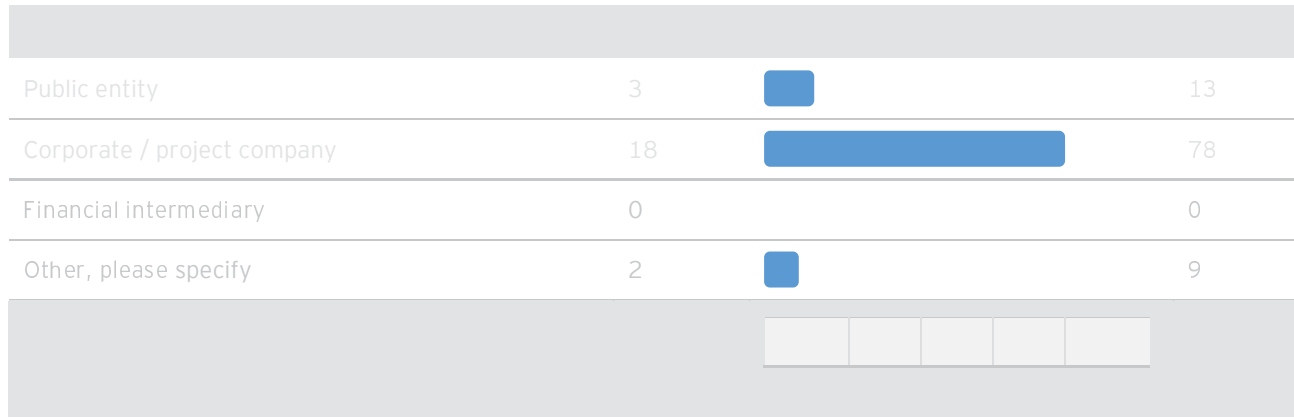 Public entity 3 13
Corporate / project company 18 78
Financial intermediary 0 0
Other, please specify 2 9